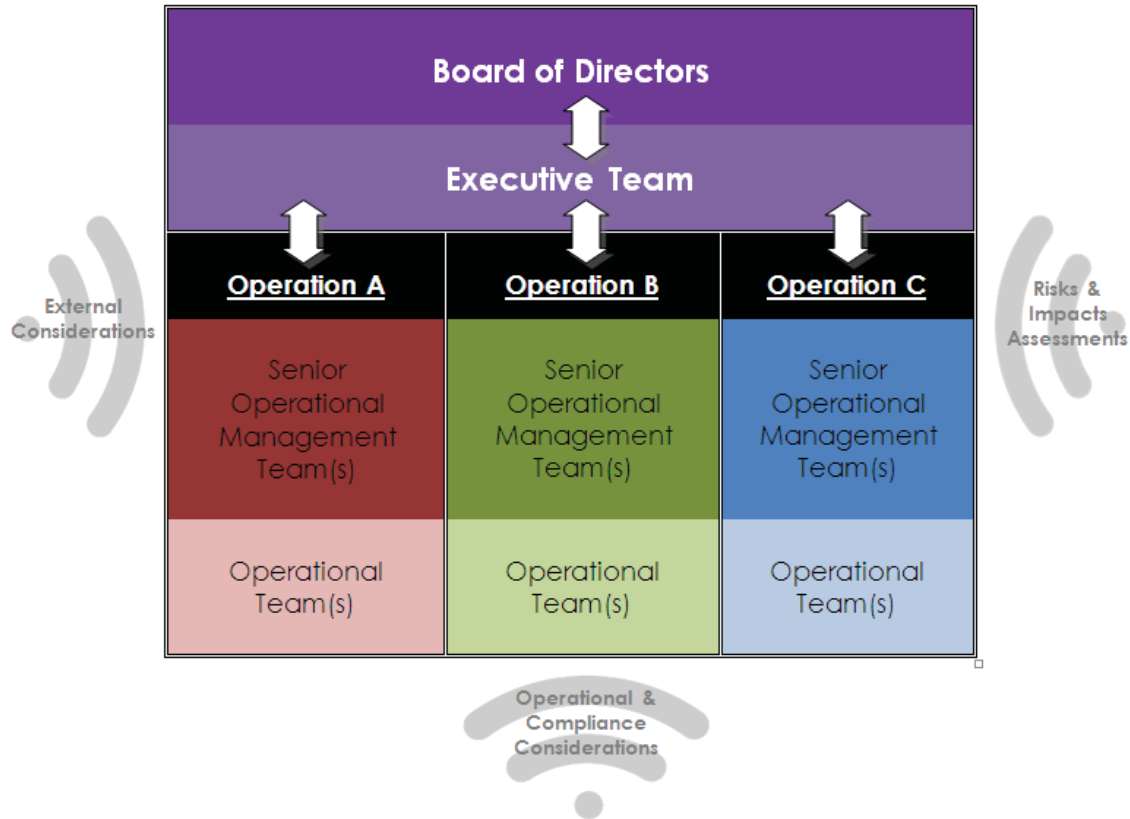 Board of Directors
Executive Team
Operation A
Operation B
Operation C
External
Considerations
Senior
Operational
Management
Team(s)
Senior
Operational
Management
Team(s)
Senior
Operational
Management
Team(s)
Risks &
Impacts
Assessments
Operational
Team(s)
Operational
Team(s)
Operational
Team(s)
Operational &
Compliance
Considerations